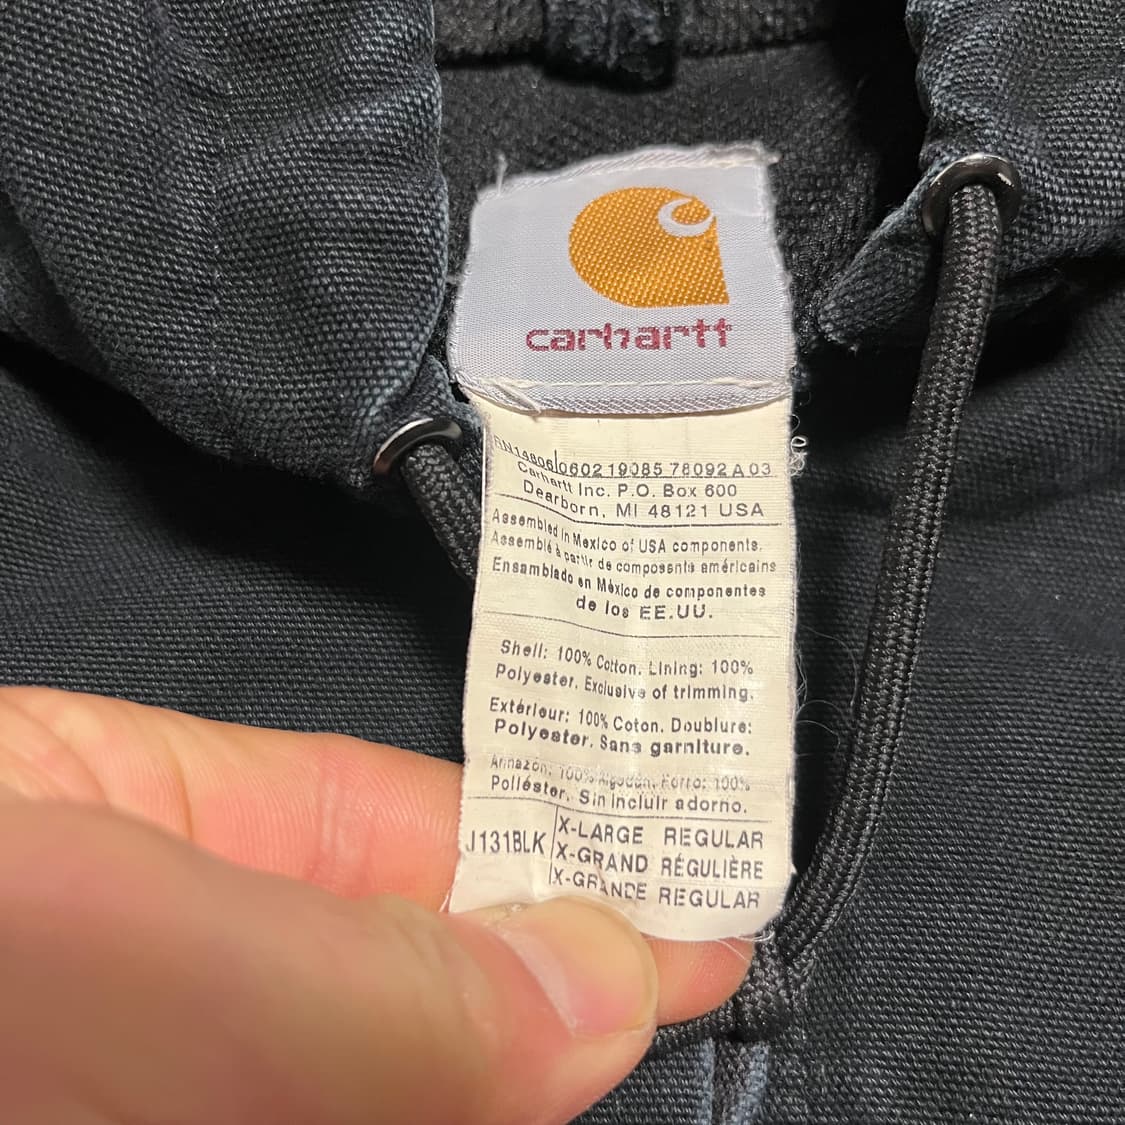 carhartt
RN14806 0602 19085 78092 A 03
Carhartt Inc. P.O. Box 600
Dearborn, MI 48121 USA
Assembled in Mexico of USA components.
Assemblé à partir de composants américains
Ensamblado en México de componentes
de los EE.UU.
Shell: 100% Cotton. Lining: 100%
Polyester. Exclusive of trimming.
Extérieur: 100% Coton. Doublure:
Polyester. Sans garniture.
Armazón: 100% Algodón. Forro: 100%
Poliéster. Sin incluir adorno.
J131BLK
X-LARGE REGULAR
X-GRAND RÉGULIÈRE
X-GRANDE REGULAR